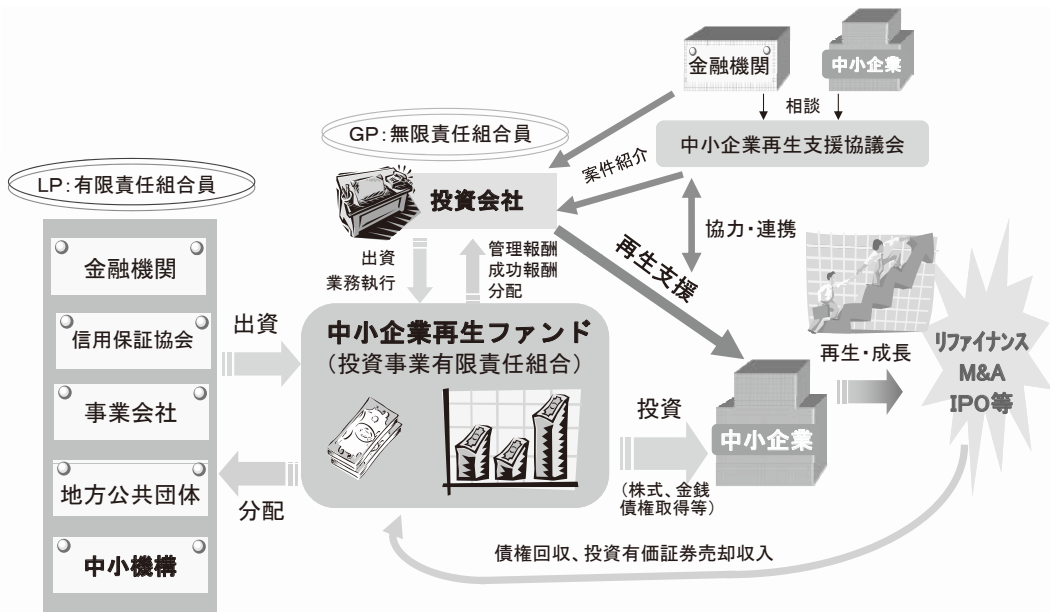 金融機関
中小企業
相談
中小企業再生支援協議会
GP:無限責任組合員
案件紹介
投資会社
協力・連携
LP:有限責任組合員
金融機関
信用保証協会
事業会社
地方公共団体
中小機構
出資
分配
出資
業務執行
管理報酬
成功報酬
分配
再生支援
中小企業再生ファンド
(投資事業有限責任組合)
投資
(株式、金銭
債権取得等)
中小企業
再生・成長
リファイナンス
M&A
IPO等
債権回収、投資有価証券売却収入